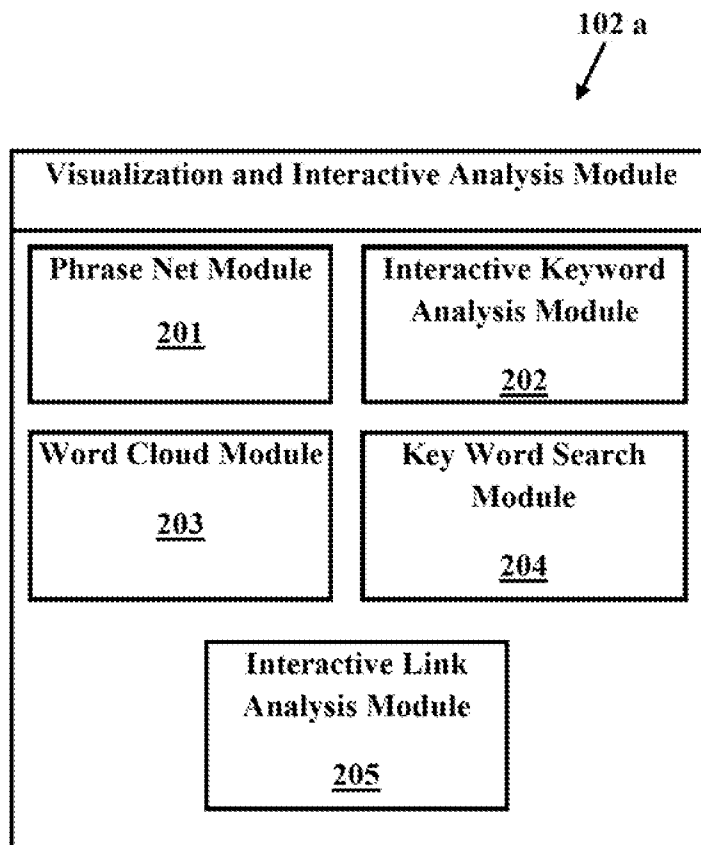 102 a
Visualization and Interactive Analysis Module
Phrase Net Module
201
Interactive Keyword
Analysis Module
202
Word Cloud Module
203
Key Word Search
Module
204
Interactive Link
Analysis Module
205